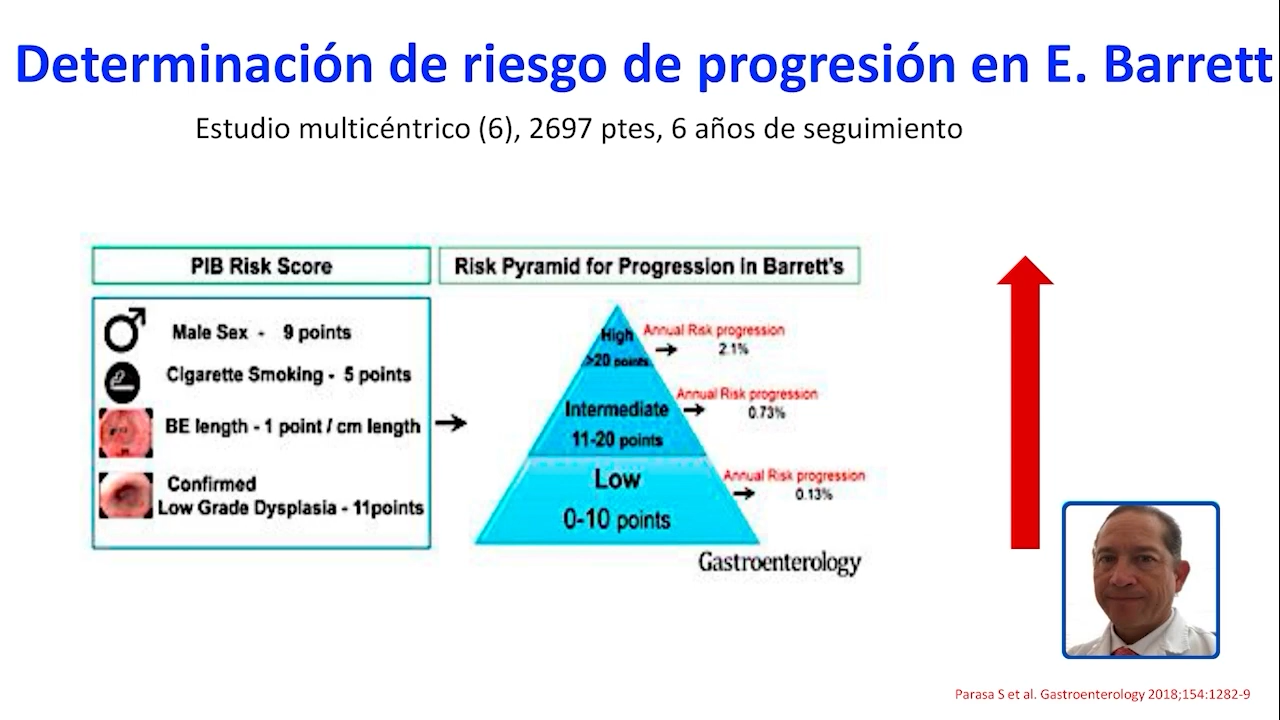 Determinación de riesgo de progresión en E. Barrett
Estudio multicéntrico (6), 2697 ptes, 6 años de seguimiento
PIB Risk Score
Male Sex - 9 points
Cigarette Smoking - 5 points
BE length - 1 point / cm length
Confirmed
Low Grade Dysplasia - 11points
Risk Pyramid for Progression in Barrett's
High
>20 points
Annual Risk progression
2.1%
Intermediate
11-20 points
Annual Risk progression
0.73%
Low
0-10 points
Annual Risk progression
0.13%
Gastroenterology
Parasa S et al. Gastroenterology 2018;154:1282-9